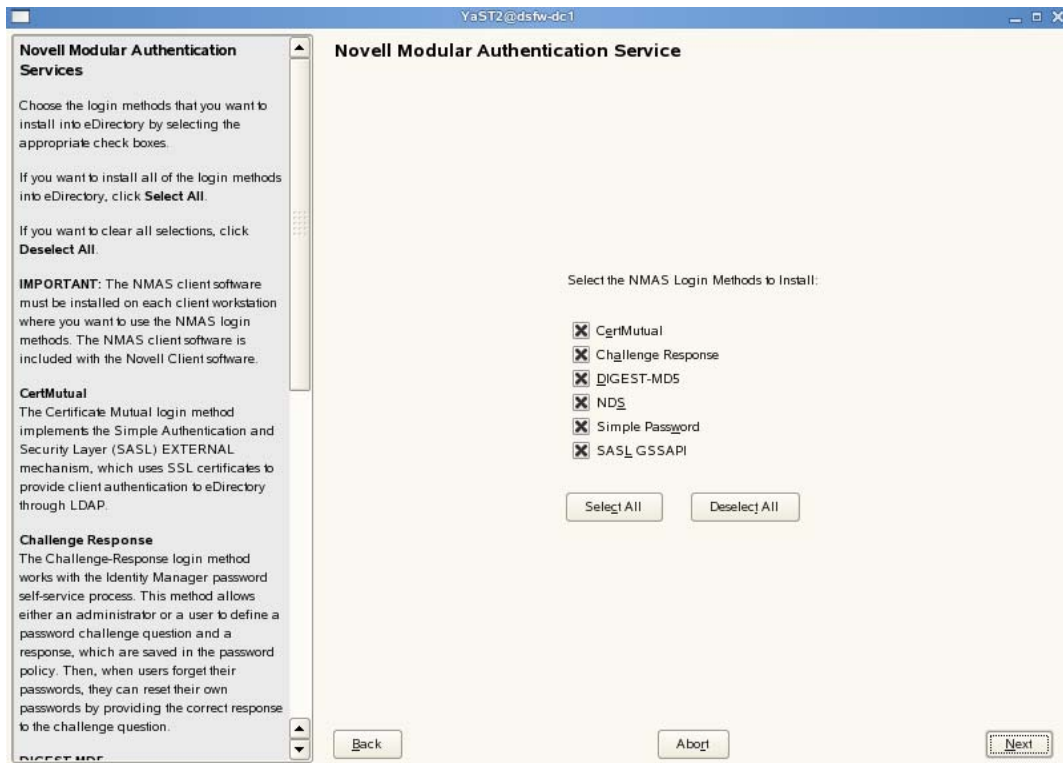 YaST2@dsfw-dc1
Novell Modular Authentication
Services
Choose the login methods that you want to
install into eDirectory by selecting the
appropriate check boxes.
If you want to install all of the login methods
into eDirectory, click Select All.
If you want to clear all selections, click
Deselect All.
IMPORTANT: The NMAS client software
must be installed on each client workstation
where you want to use the NMAS login
methods. The NMAS client software is
included with the Novell Client software.
CertMutual
The Certificate Mutual login method
implements the Simple Authentication and
Security Layer (SASL) EXTERNAL
mechanism, which uses SSL certificates to
provide client authentication to eDirectory
through LDAP.
Challenge Response
The Challenge-Response login method
works with the Identity Manager password
self-service process. This method allows
either an administrator or a user to define a
password challenge question and a
response, which are saved in the password
policy. Then, when users forget their
passwords, they can reset their own
passwords by providing the correct response
to the challenge question.
DIGEST-MD5
Novell Modular Authentication Service
Select the NMAS Login Methods to Install:
CertMutual
Challenge Response
DIGEST-MD5
NDS
Simple Password
SASL GSSAPI
Select All
Deselect All
Back
Abort
Next